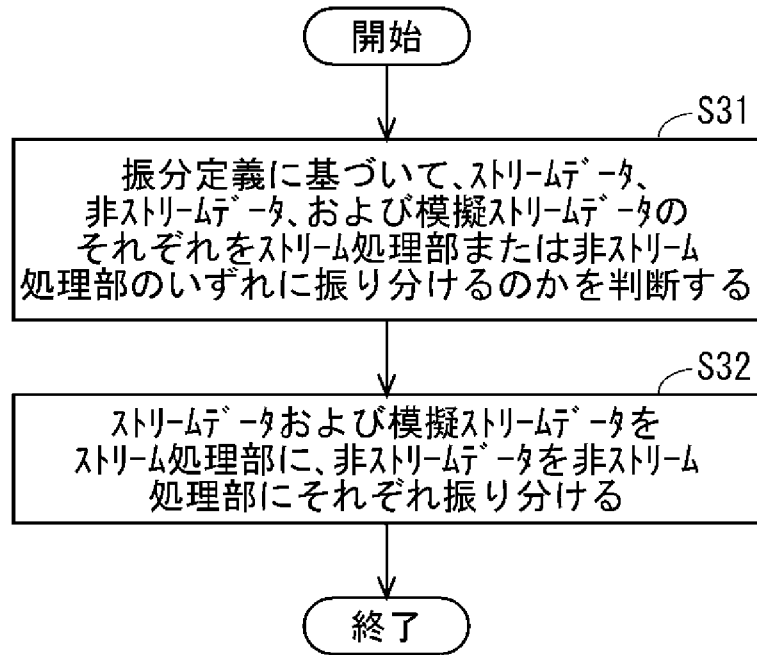 開始
S31
振分定義に基づいて、ｽﾄﾘｰﾑﾃﾞｰﾀ、
非ｽﾄﾘｰﾑﾃﾞｰﾀ、および模擬ｽﾄﾘｰﾑﾃﾞｰﾀの
それぞれをｽﾄﾘｰﾑ処理部または非ｽﾄﾘｰﾑ
処理部のいずれに振り分けるのかを判断する
S32
ｽﾄﾘｰﾑﾃﾞｰﾀおよび模擬ｽﾄﾘｰﾑﾃﾞｰﾀを
ｽﾄﾘｰﾑ処理部に、非ｽﾄﾘｰﾑﾃﾞｰﾀを非ｽﾄﾘｰﾑ
処理部にそれぞれ振り分ける
終了